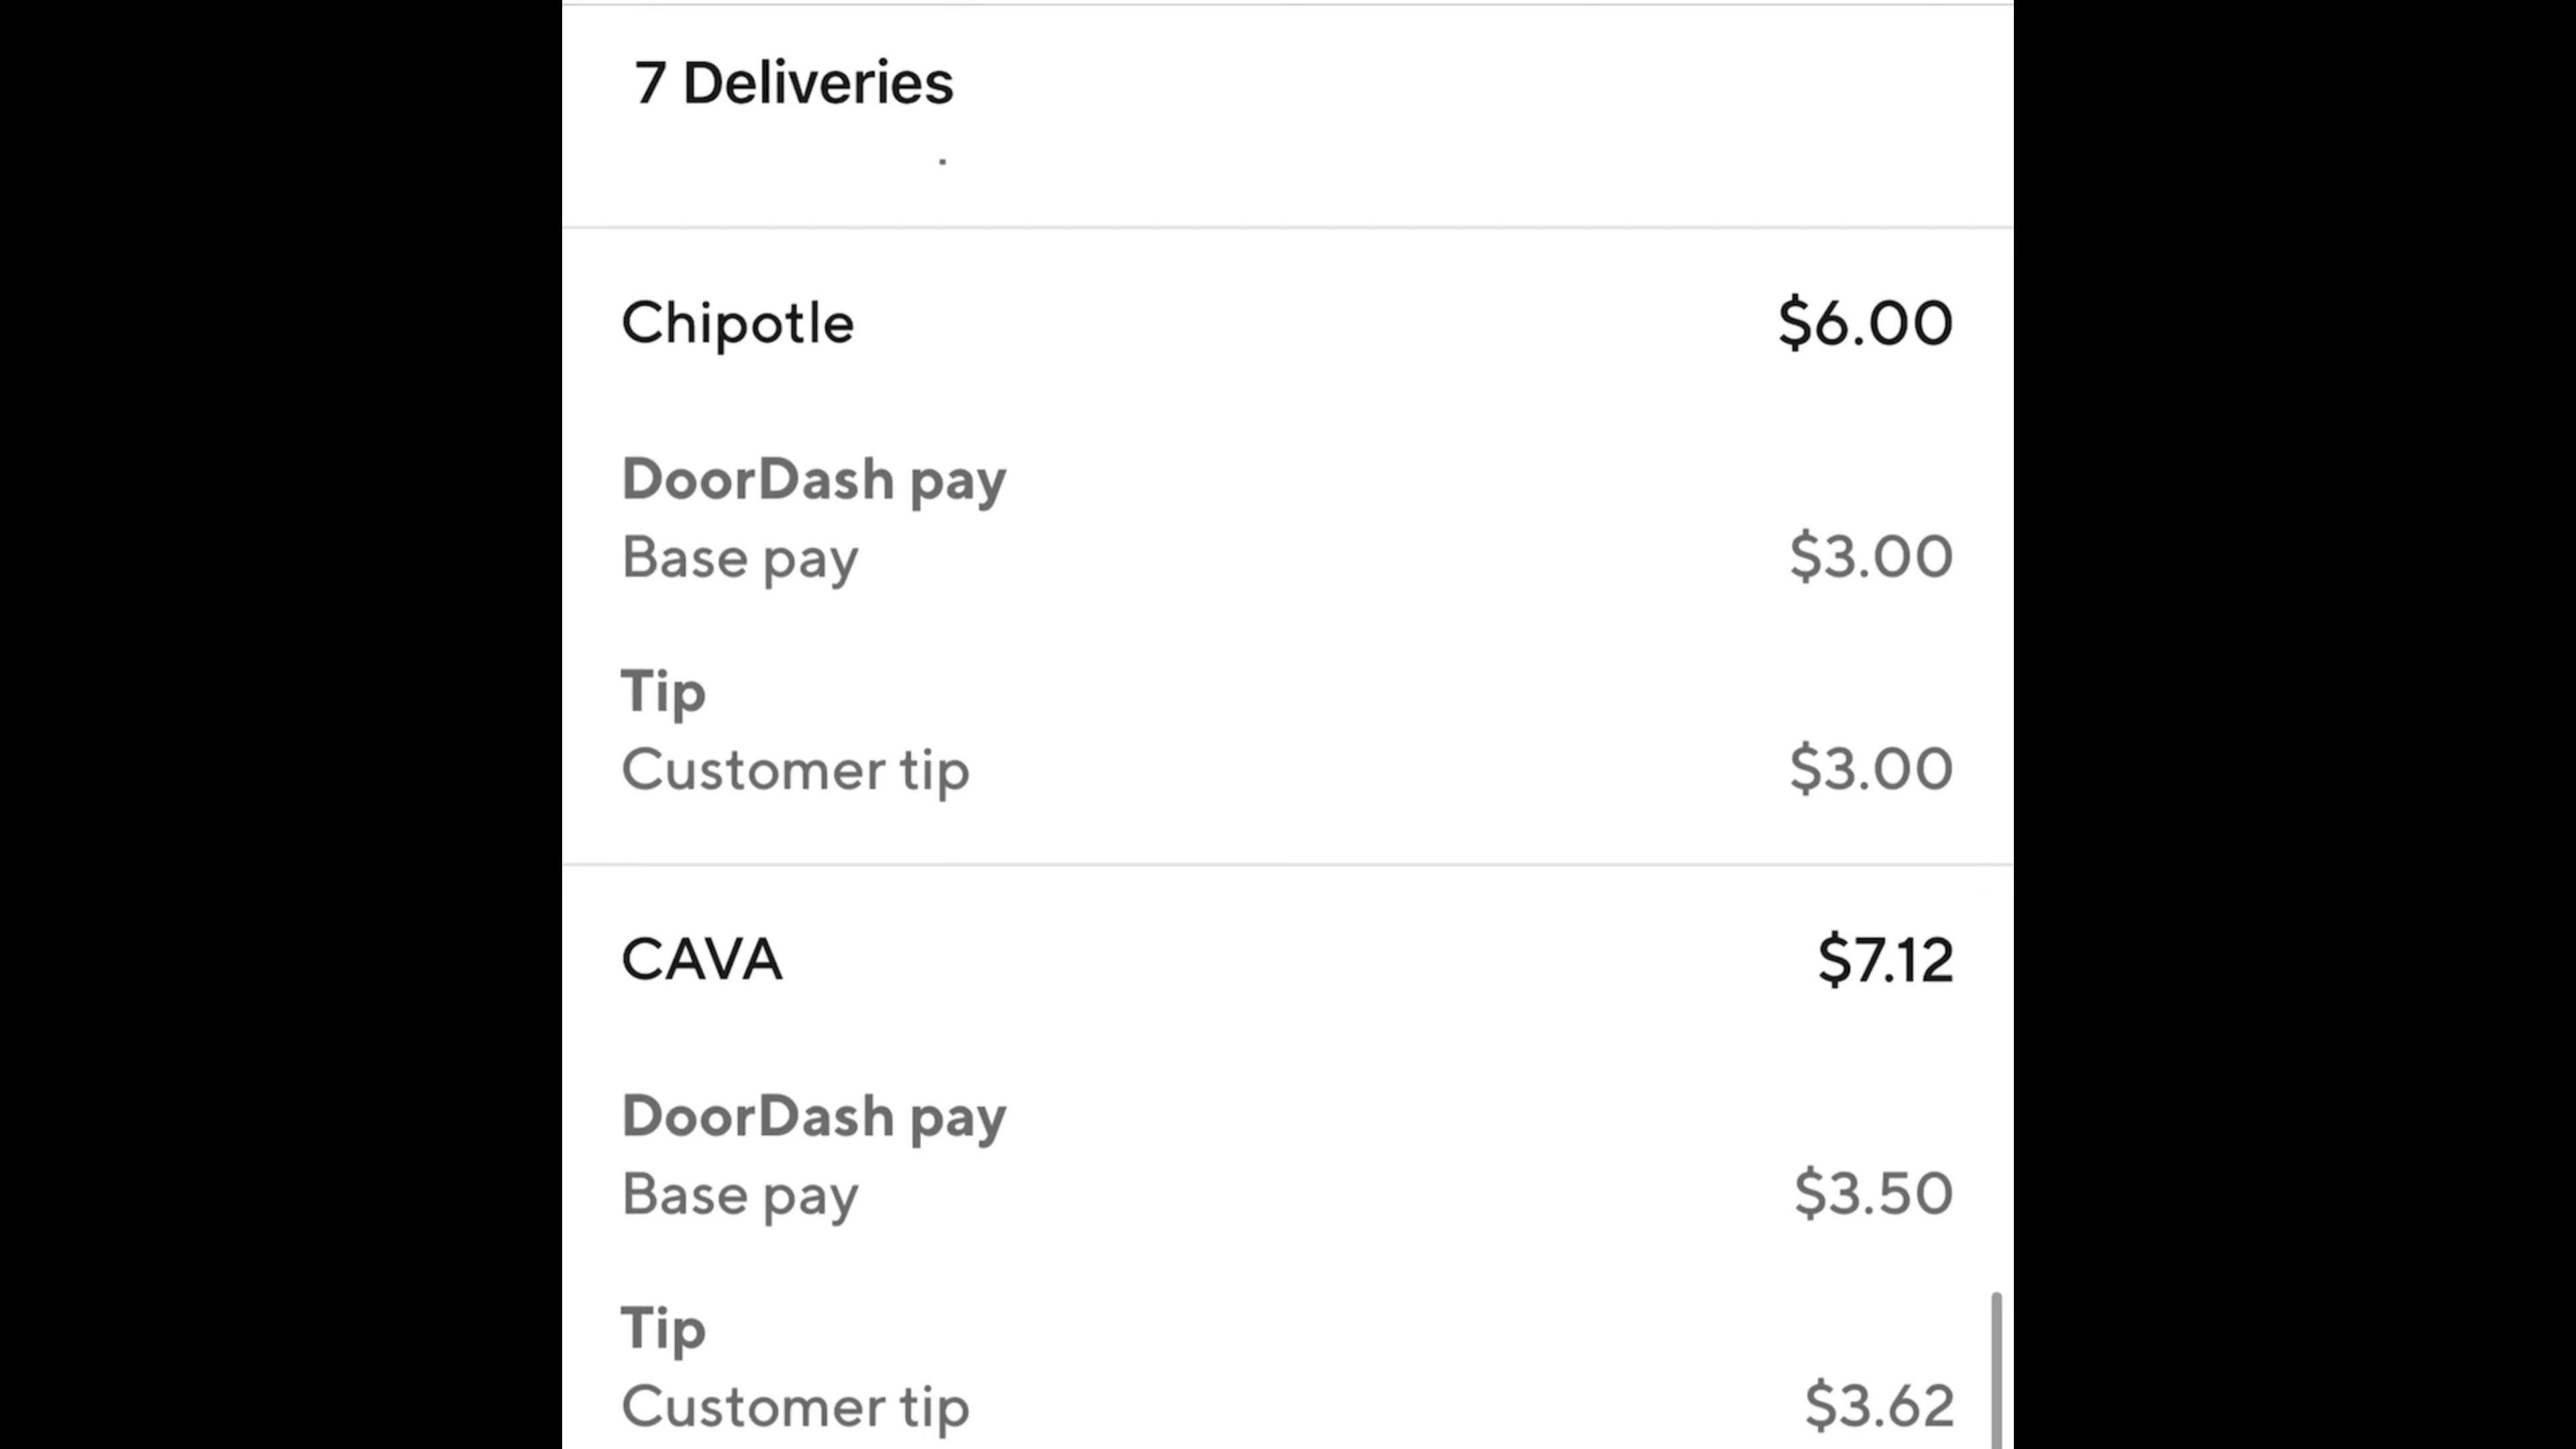 7 Deliveries
Chipotle $6.00
DoorDash pay
Base pay $3.00
Tip
Customer tip $3.00
CAVA $7.12
DoorDash pay
Base pay $3.50
Tip
Customer tip $3.62